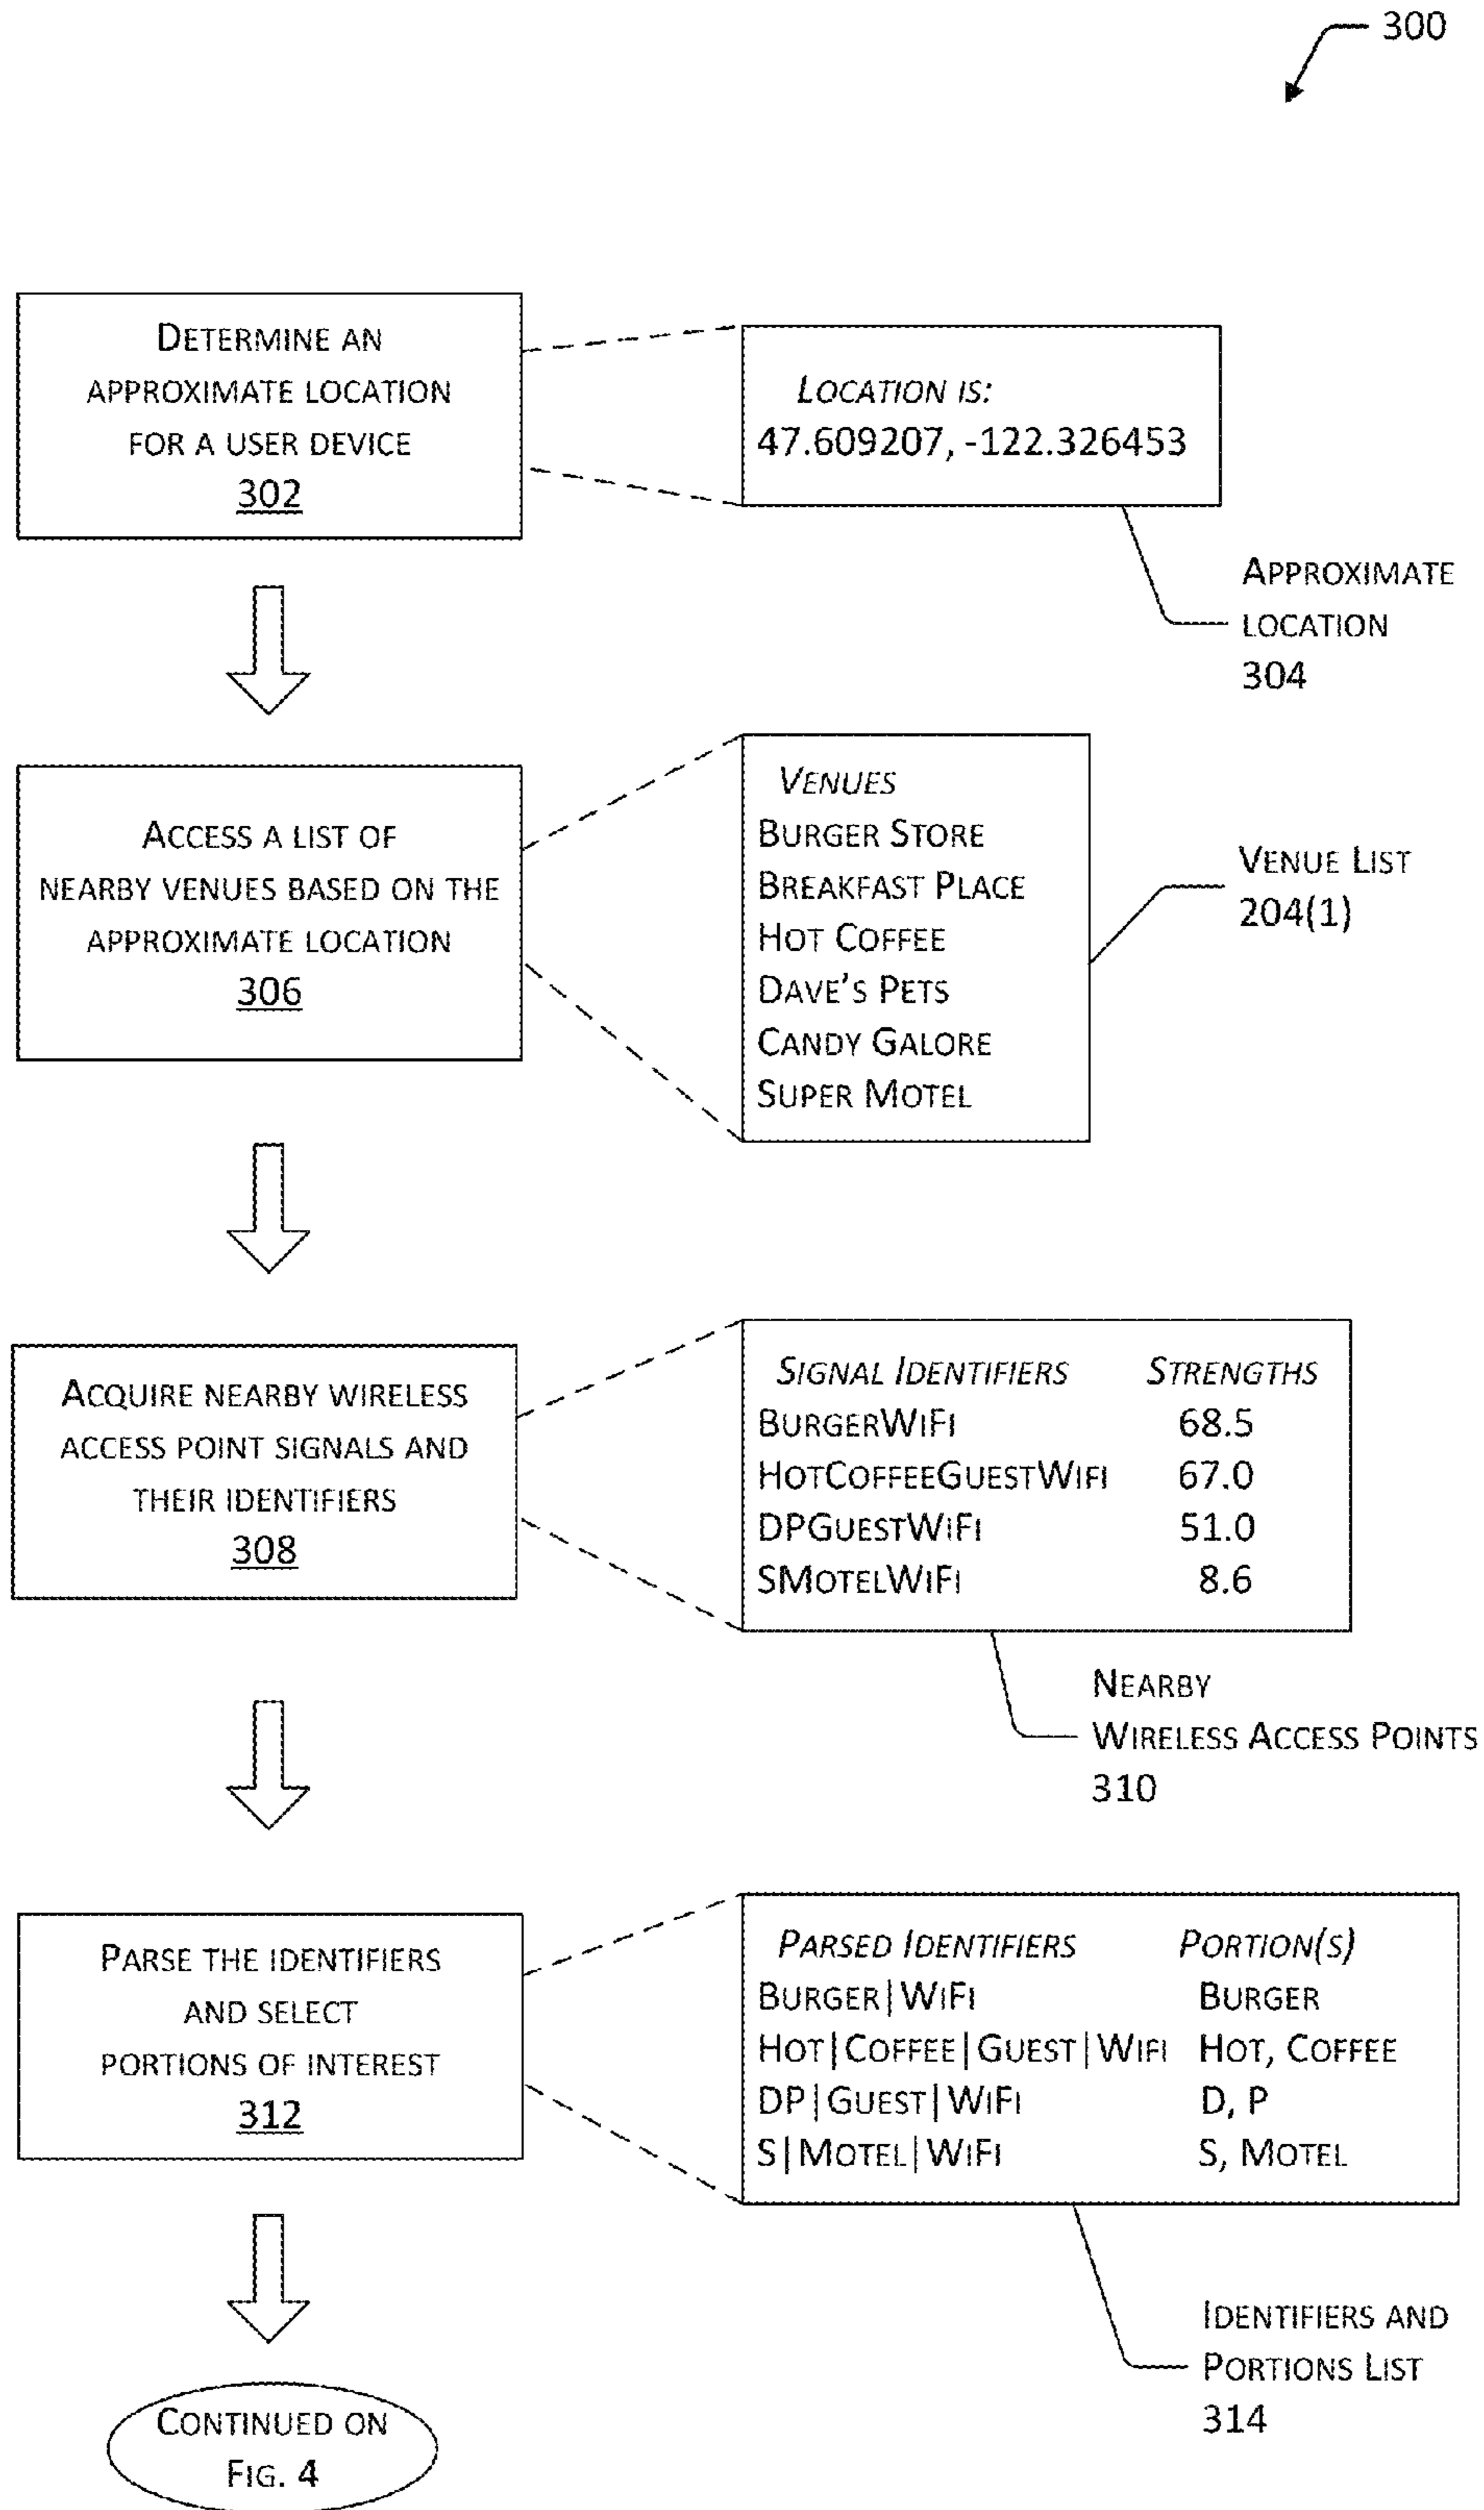 300
DETERMINE AN
APPROXIMATE LOCATION
FOR A USER DEVICE
302
LOCATION IS:
47.609207, -122.326453
APPROXIMATE
LOCATION
304
ACCESS A LIST OF
NEARBY VENUES BASED ON THE
APPROXIMATE LOCATION
306
VENUES
BURGER STORE
BREAKFAST PLACE
HOT COFFEE
DAVE'S PETS
CANDY GALORE
SUPER MOTEL
VENUE LIST
204(1)
ACQUIRE NEARBY WIRELESS
ACCESS POINT SIGNALS AND
THEIR IDENTIFIERS
308
SIGNAL IDENTIFIERS STRENGTHS
BURGERWIFI 68.5
HOTCOFFEEGUESTWIFI 67.0
DPGUESTWIFI 51.0
SMOTELWIFI 8.6
NEARBY
WIRELESS ACCESS POINTS
310
PARSE THE IDENTIFIERS
AND SELECT
PORTIONS OF INTEREST
312
PARSED IDENTIFIERS PORTION(S)
BURGER|WIFI BURGER
HOT|COFFEE|GUEST|WIFI HOT, COFFEE
DP|GUEST|WIFI D, P
S|MOTEL|WIFI S, MOTEL
IDENTIFIERS AND
PORTIONS LIST
314
CONTINUED ON
FIG. 4